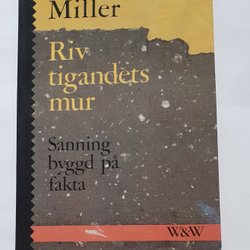 Miller
Riv
tigandets
mur
Sanning
byggd på
fakta
W&W